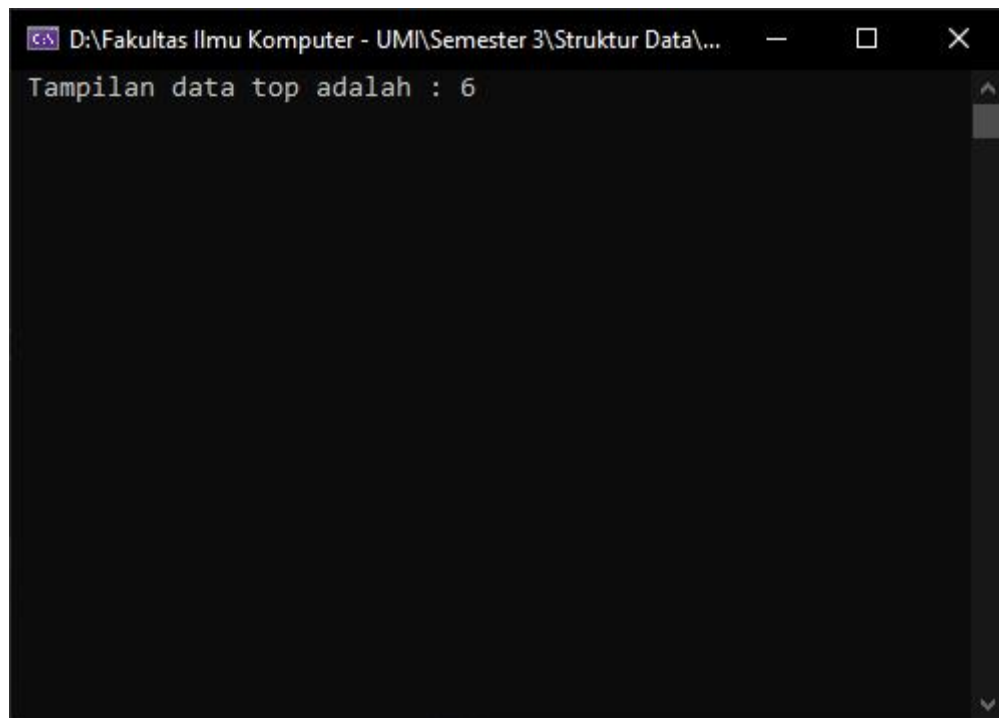 D:\Fakultas Ilmu Komputer - UMI\Semester 3\Struktur Data\...
Tampilan data top adalah : 6